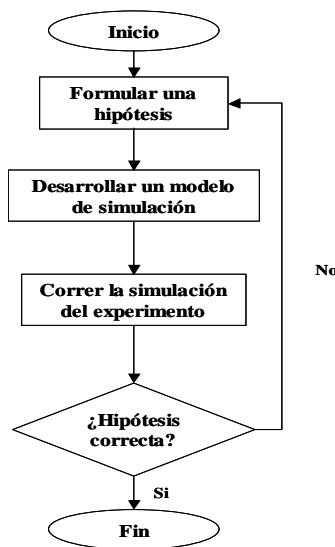 Inicio
Formular una
hipótesis
Desarrollar un modelo
de simulación
No
Correr la simulación
del experimento
¿Hipótesis
correcta?
Si
Fin